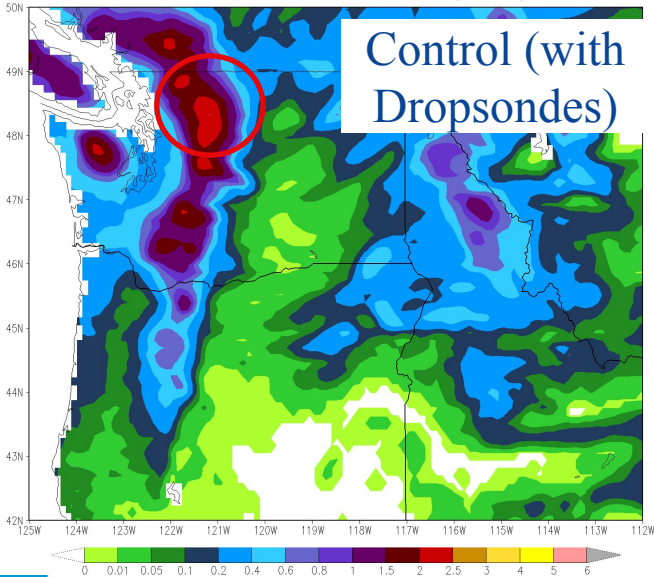 50N
Control (with
Dropsondes)
49N
48N
47N
46N
45N
44N
43N
42N
125W 124W 123W 122W 121W 120W 119W 118W 117W 116W 115W 114W 113W 112W
0 0.01 0.05 0.1 0.2 0.4 0.6 0.8 1 1.5 2 2.5 3 4 5 6